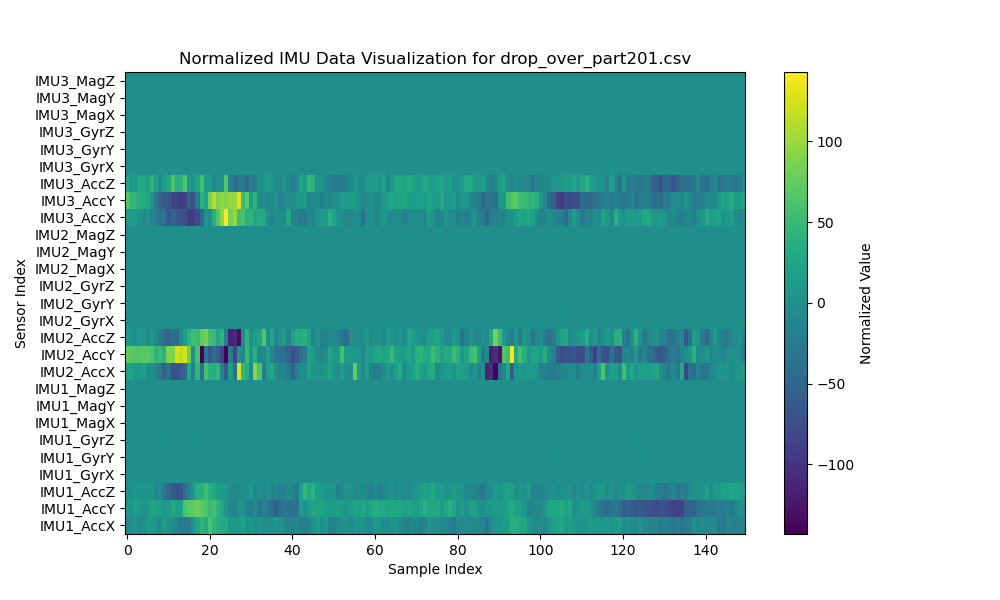 Normalized IMU Data Visualization for drop_over_part201.csv
IMU3_MagZ
IMU3_MagY
IMU3_MagX
IMU3_GyrZ
IMU3_GyrY
IMU3_GyrX
IMU3_AccZ
IMU3_AccY
IMU3_AccX
IMU2_MagZ
IMU2_MagY
IMU2_MagX
IMU2_GyrZ
IMU2_GyrY
IMU2_GyrX
IMU2_AccZ
IMU2_AccY
IMU2_AccX
IMU1_MagZ
IMU1_MagY
IMU1_MagX
IMU1_GyrZ
IMU1_GyrY
IMU1_GyrX
IMU1_AccZ
IMU1_AccY
IMU1_AccX
Sensor Index
0 20 40 60 80 100 120 140
Sample Index
100
50
0
−50
−100
Normalized Value